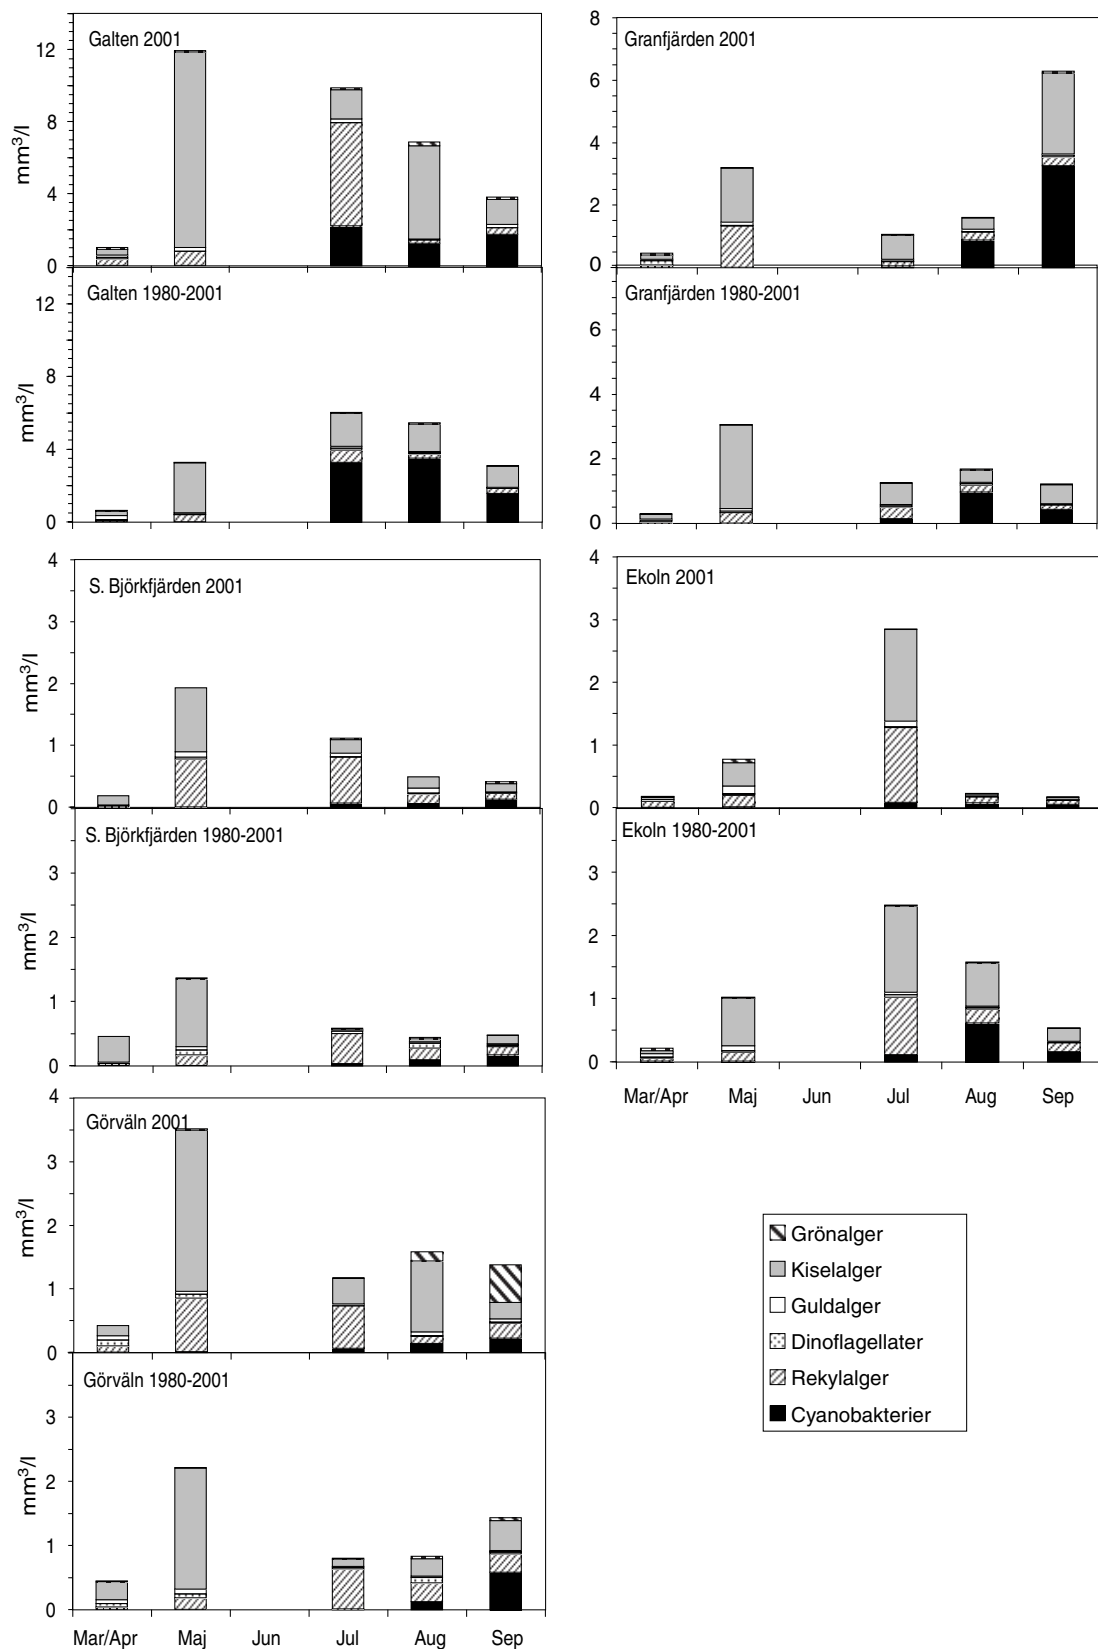 Galten 2001
mm³/l
12
8
4
0
Galten 1980-2001
mm³/l
12
8
4
0
Granfjärden 2001
8
6
4
2
0
Granfjärden 1980-2001
6
4
2
0
S. Björkfjärden 2001
mm³/l
4
3
2
1
0
S. Björkfjärden 1980-2001
mm³/l
3
2
1
0
Ekoln 2001
4
3
2
1
0
Ekoln 1980-2001
3
2
1
0
Mar/Apr Maj Jun Jul Aug Sep
Görväln 2001
mm³/l
4
3
2
1
0
Görväln 1980-2001
mm³/l
3
2
1
0
Mar/Apr Maj Jun Jul Aug Sep
Grönalger
Kiselalger
Guldalger
Dinoflagellater
Rekylalger
Cyanobakterier